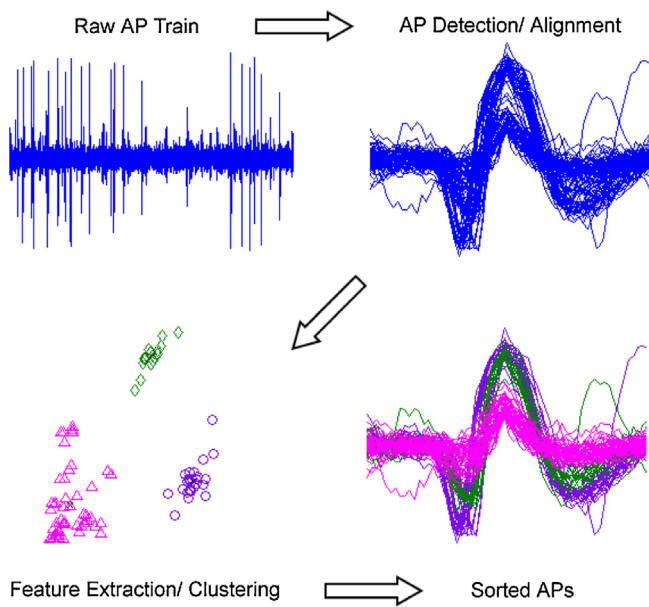 Raw AP Train
AP Detection/ Alignment
Feature Extraction/ Clustering
Sorted APs